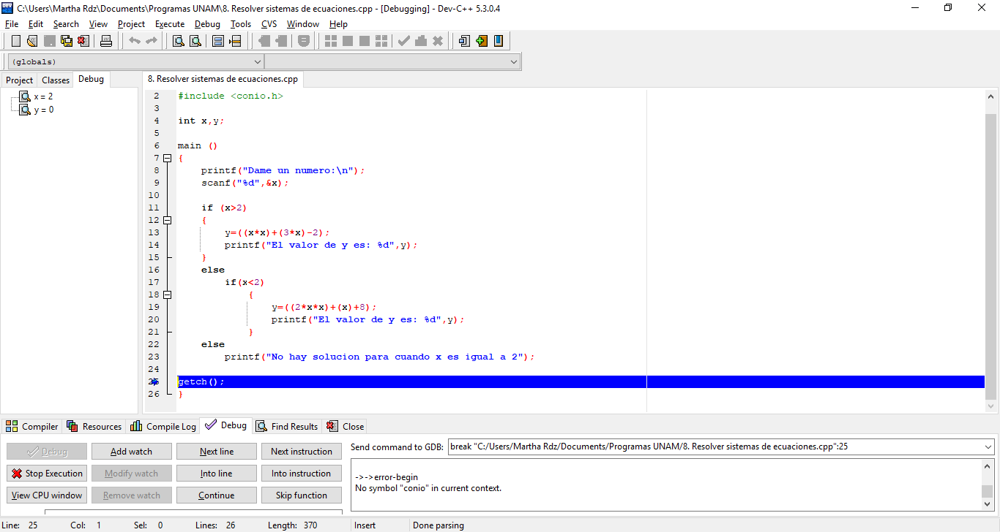 C:\Users\Martha Rdz\Documents\Programas UNAM\8. Resolver sistemas de ecuaciones.cpp - [Debugging] - Dev-C++ 5.3.0.4
File Edit Search View Project Execute Debug Tools CVS Window Help
(globals)
Project Classes Debug
8. Resolver sistemas de ecuaciones.cpp
x = 2
y = 0
2 #include <conio.h>
3
4 int x,y;
5
6 main ()
7 {
8 printf("Dame un numero:\n");
9 scanf("%d",&x);
10
11 if (x>2)
12 {
13 y=((x*x)+(3*x)-2);
14 printf("El valor de y es: %d",y);
15 }
16 else
17 if(x<2)
18 {
19 y=((2*x*x)+(x)+8);
20 printf("El valor de y es: %d",y);
21 }
22 else
23 printf("No hay solucion para cuando x es igual a 2");
24
25 getch();
26 }
Compiler Resources Compile Log Debug Find Results Close
Debug Add watch Next line Next instruction
Stop Execution Modify watch Into line Into instruction
View CPU window Remove watch Continue Skip function
Send command to GDB: break "C:/Users/Martha Rdz/Documents/Programas UNAM/8. Resolver sistemas de ecuaciones.cpp":25
->->error-begin
No symbol "conio" in current context.
Line: 25 Col: 1 Sel: 0 Lines: 26 Length: 370 Insert Done parsing